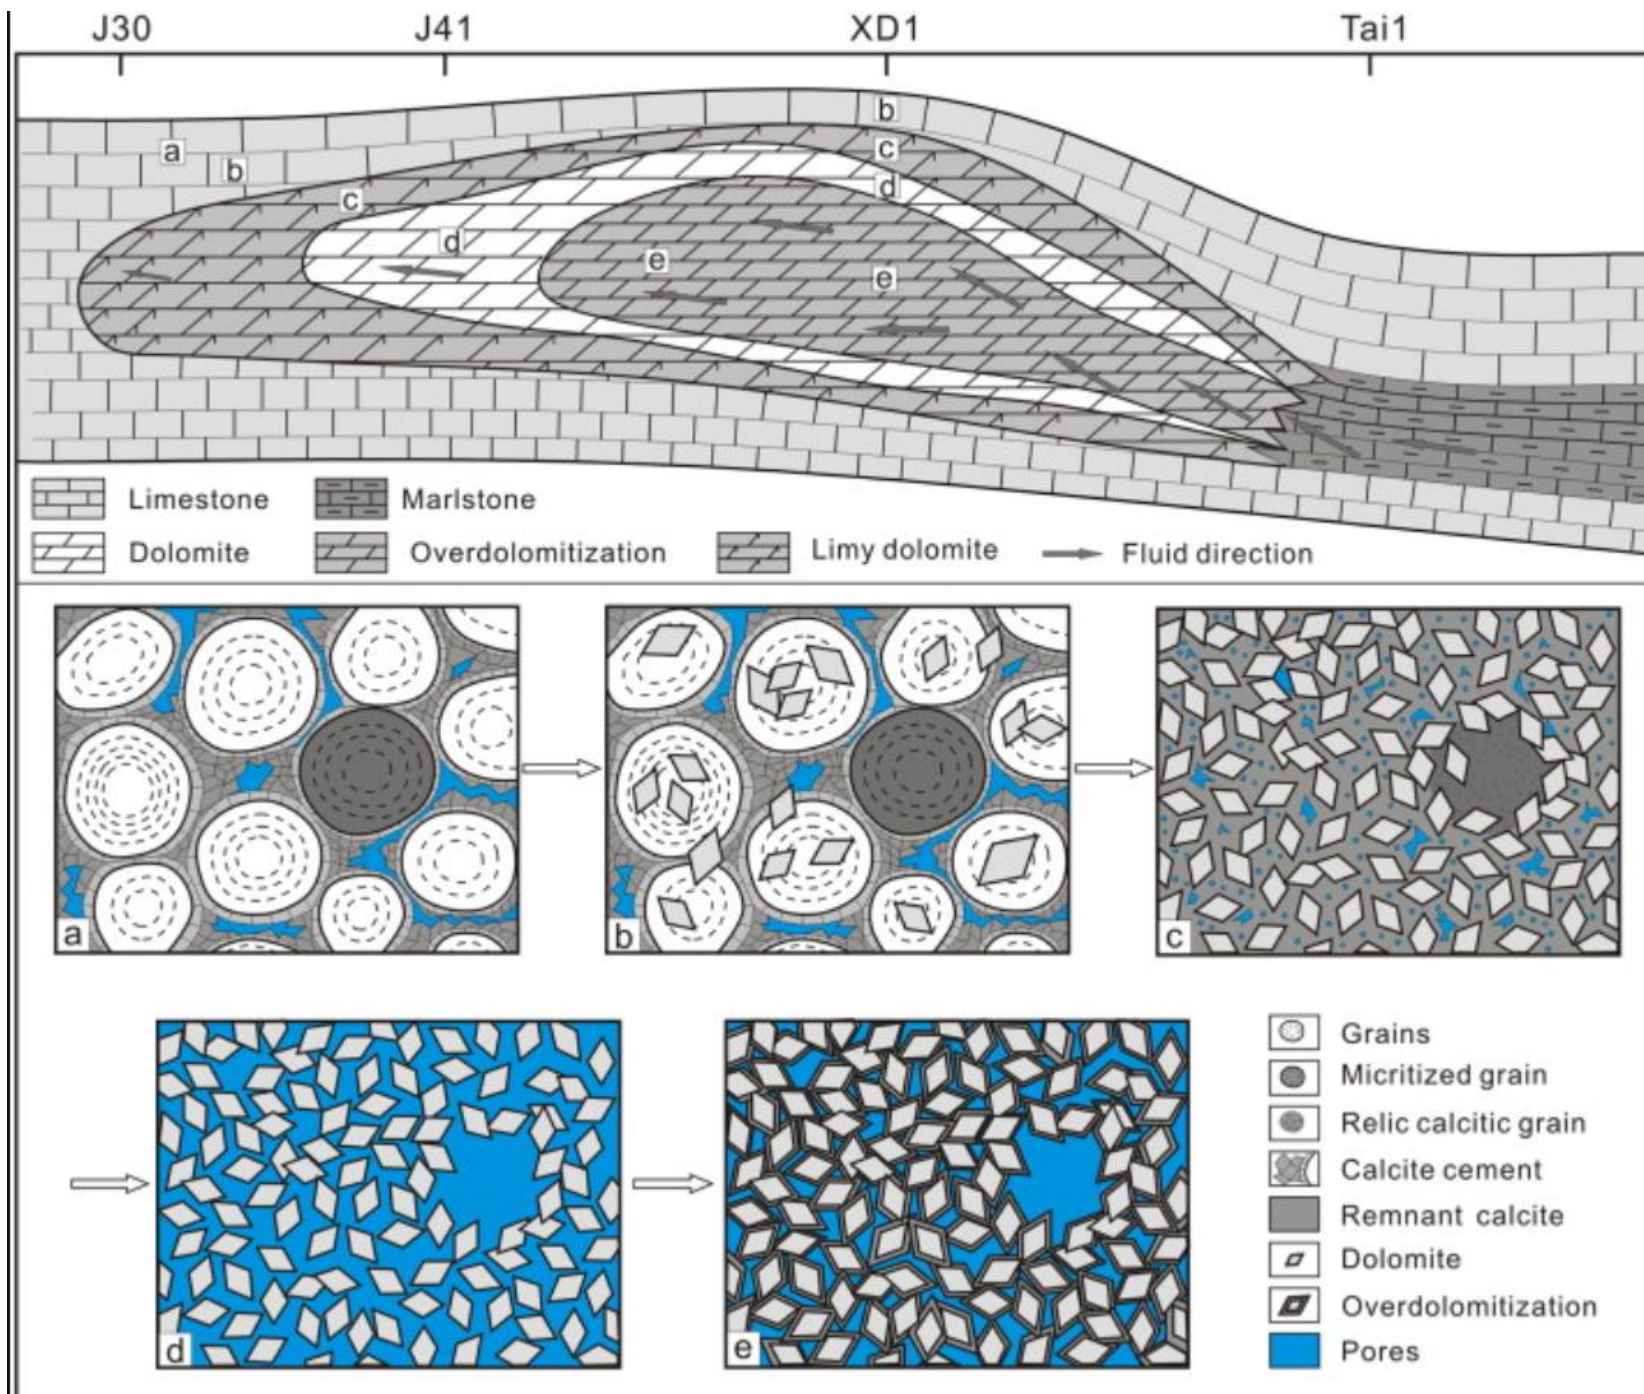 J30 J41 XD1 Tai1
b
a
b c
c d
d
e e
Limestone Marlstone
Dolomite Overdolomitization Limy dolomite Fluid direction
a b c
d e
Grains
Micritized grain
Relic calcitic grain
Calcite cement
Remnant calcite
Dolomite
Overdolomitization
Pores